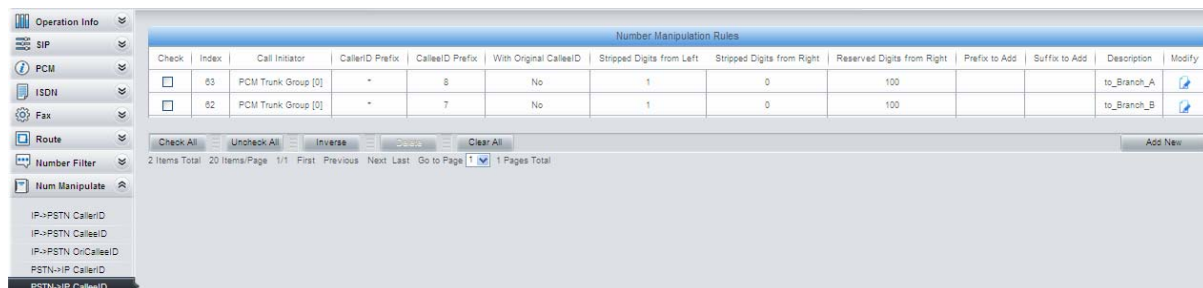 Operation Info
SIP
PCM
ISDN
Fax
Route
Number Filter
Num Manipulate
IP->PSTN CallerID
IP->PSTN CalleeID
IP->PSTN OriCalleeID
PSTN->IP CallerID
PSTN->IP CalleeID
Number Manipulation Rules
Check Index Call Initiator CallerID Prefix CalleeID Prefix With Original CalleeID Stripped Digits from Left Stripped Digits from Right Reserved Digits from Right Prefix to Add Suffix to Add Description Modify
63 PCM Trunk Group [0] * 8 No 1 0 100 to_Branch_A
62 PCM Trunk Group [0] * 7 No 1 0 100 to_Branch_B
Check All Uncheck All Inverse Delete Clear All Add New
2 Items Total 20 Items/Page 1/1 First Previous Next Last Go to Page 1 1 Pages Total